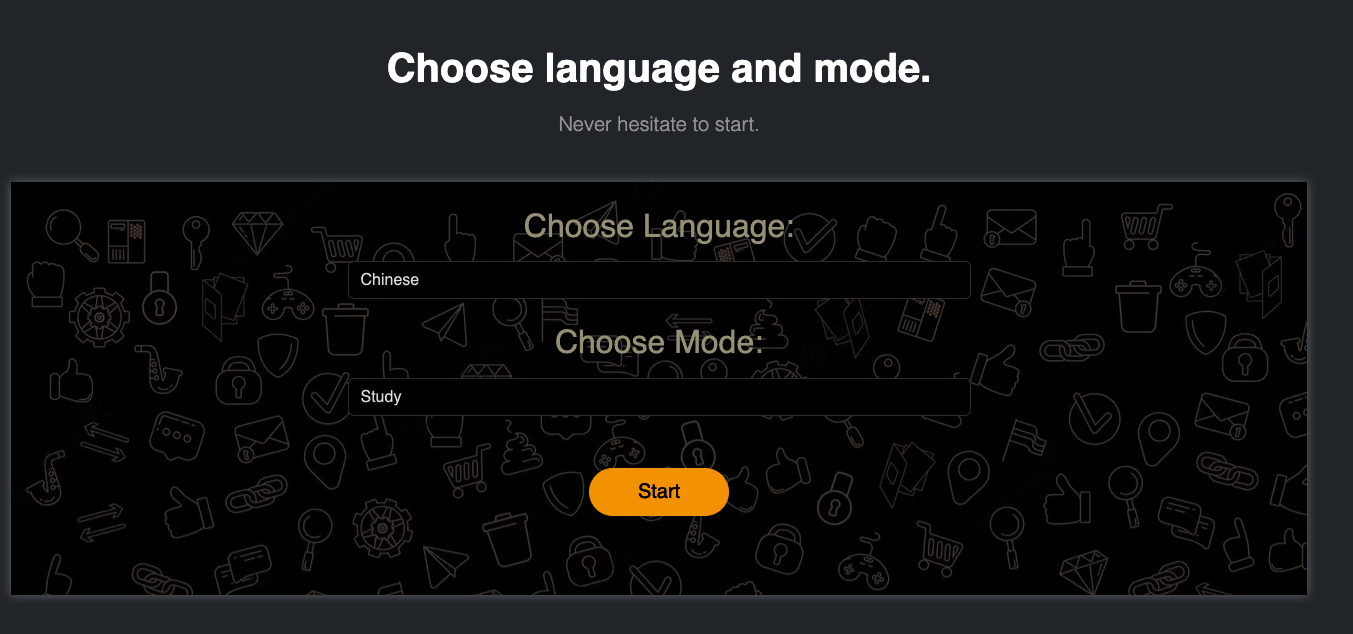 Choose language and mode.
Never hesitate to start.
Choose Language:
Chinese
Choose Mode:
Study
Start